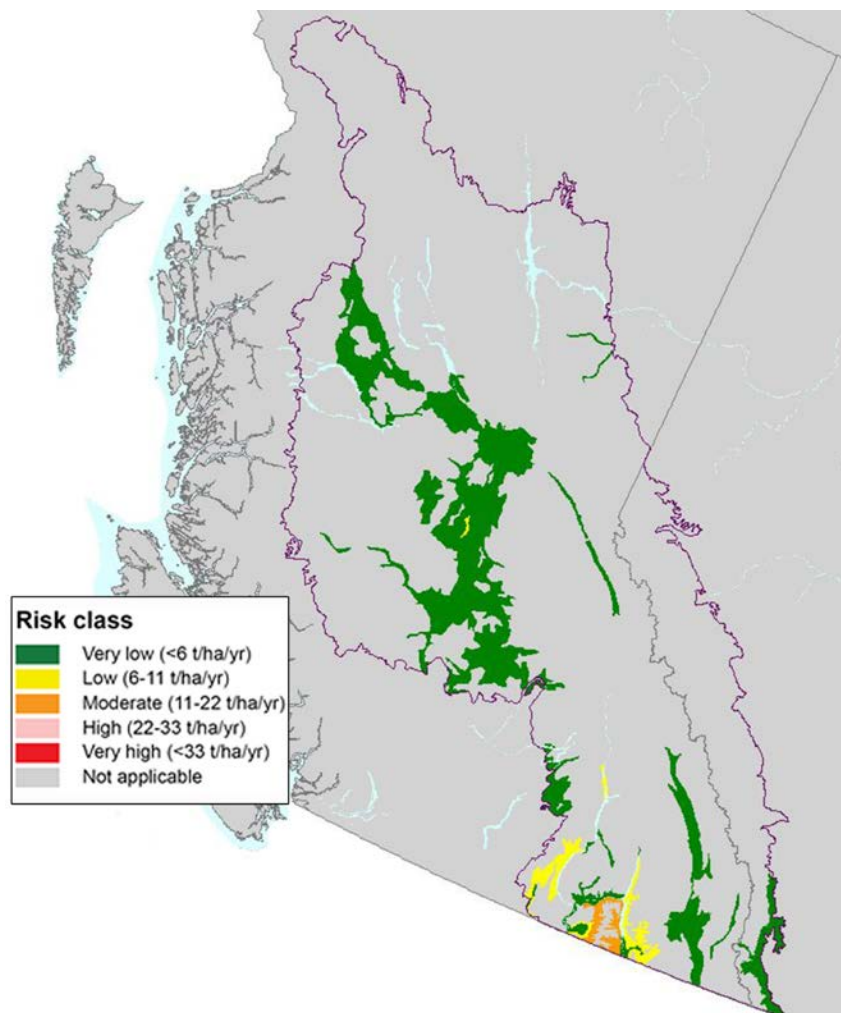 Risk class
Very low (<6 t/ha/yr)
Low (6-11 t/ha/yr)
Moderate (11-22 t/ha/yr)
High (22-33 t/ha/yr)
Very high (<33 t/ha/yr)
Not applicable